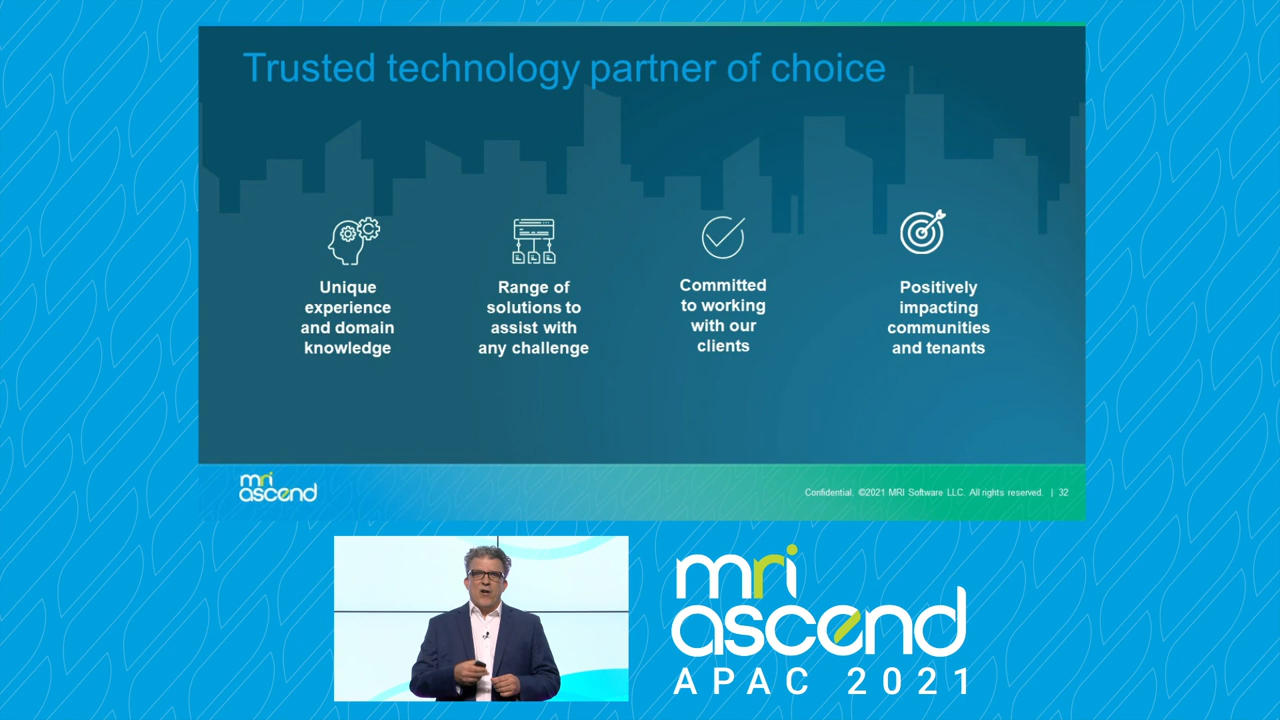 Trusted technology partner of choice
Unique
experience
and domain
knowledge
Range of
solutions to
assist with
any challenge
Committed
to working
with our
clients
Positively
impacting
communities
and tenants
mri
ascend
Confidential. ©2021 MRI Software LLC. All rights reserved. | 32
mri
ascend
APAC 2021